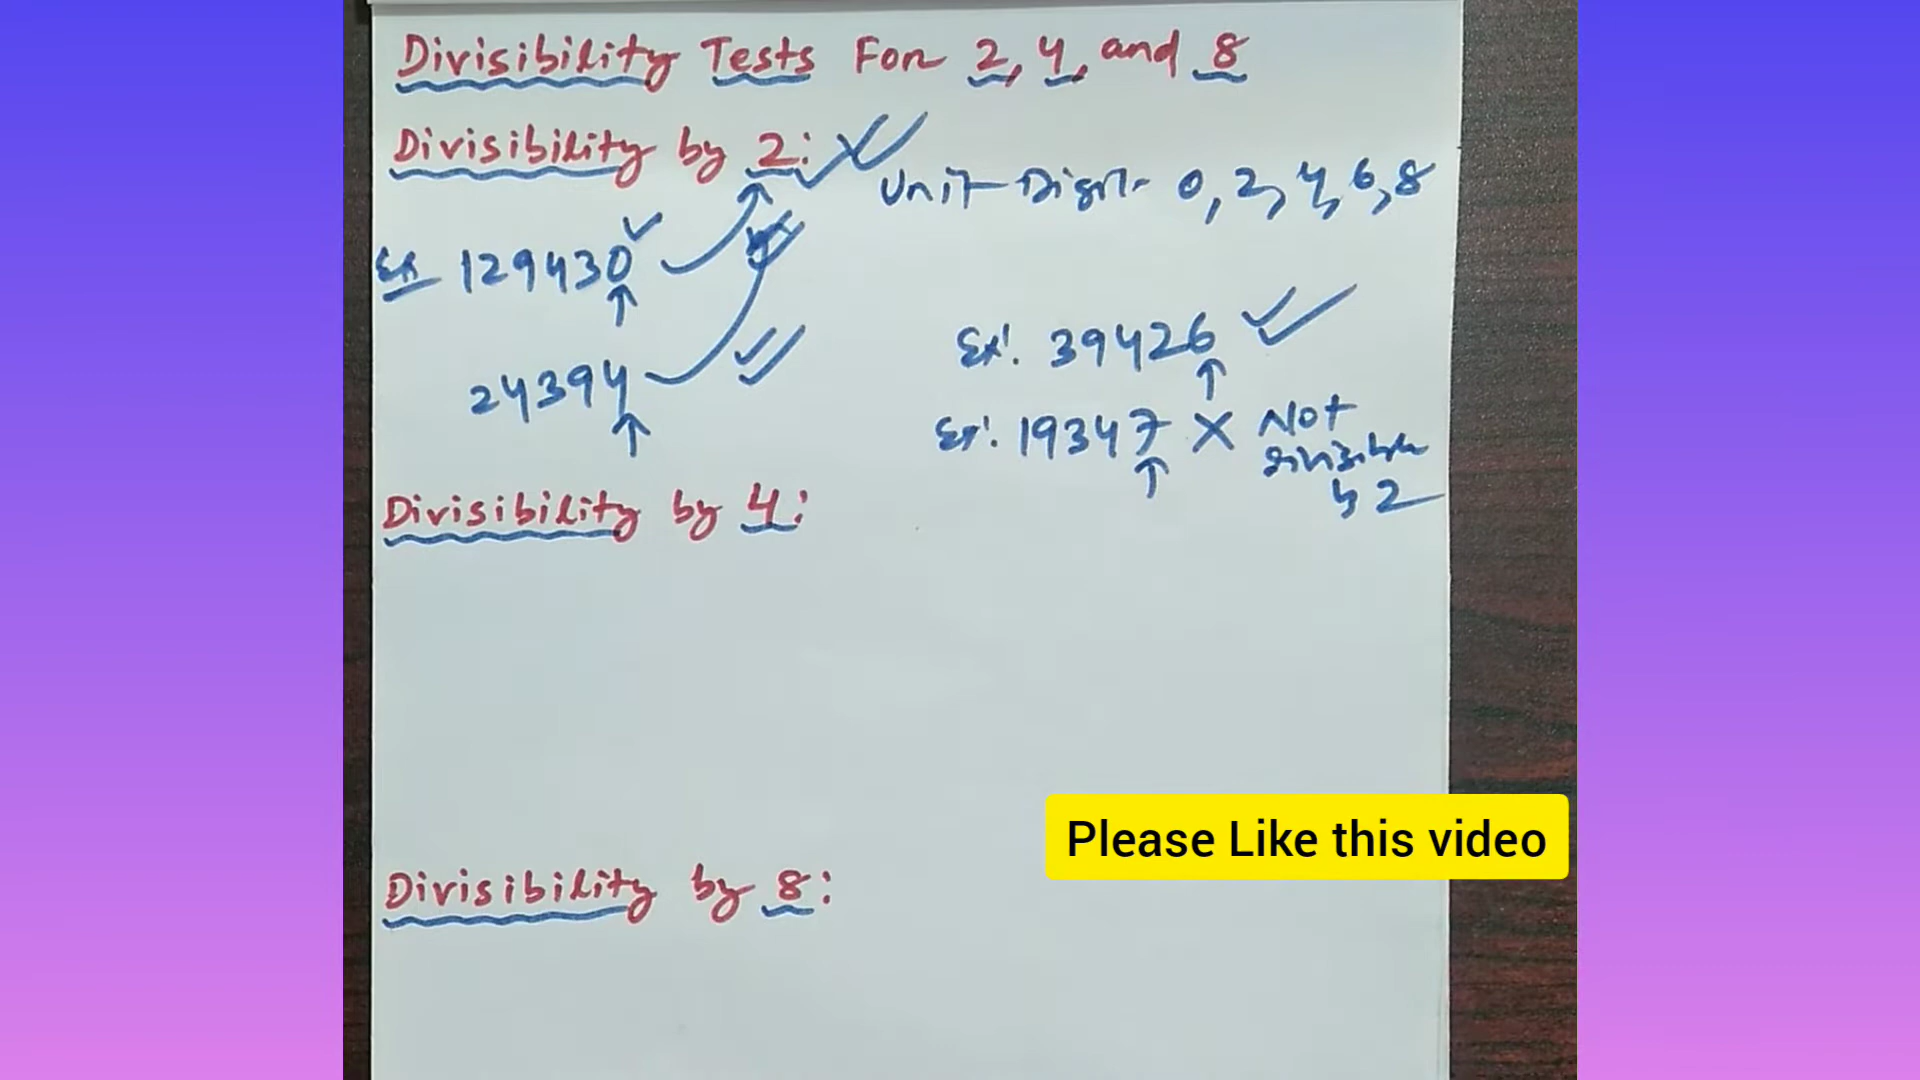 Divisibility Tests For 2, 4, and 8
Divisibility by 2:
Unit Digit - 0, 2, 4, 6, 8
Ex 129430
24394
Ex: 39426
Ex: 19347 X Not
divisible
by 2
Divisibility by 4:
Please Like this video
Divisibility by 8: